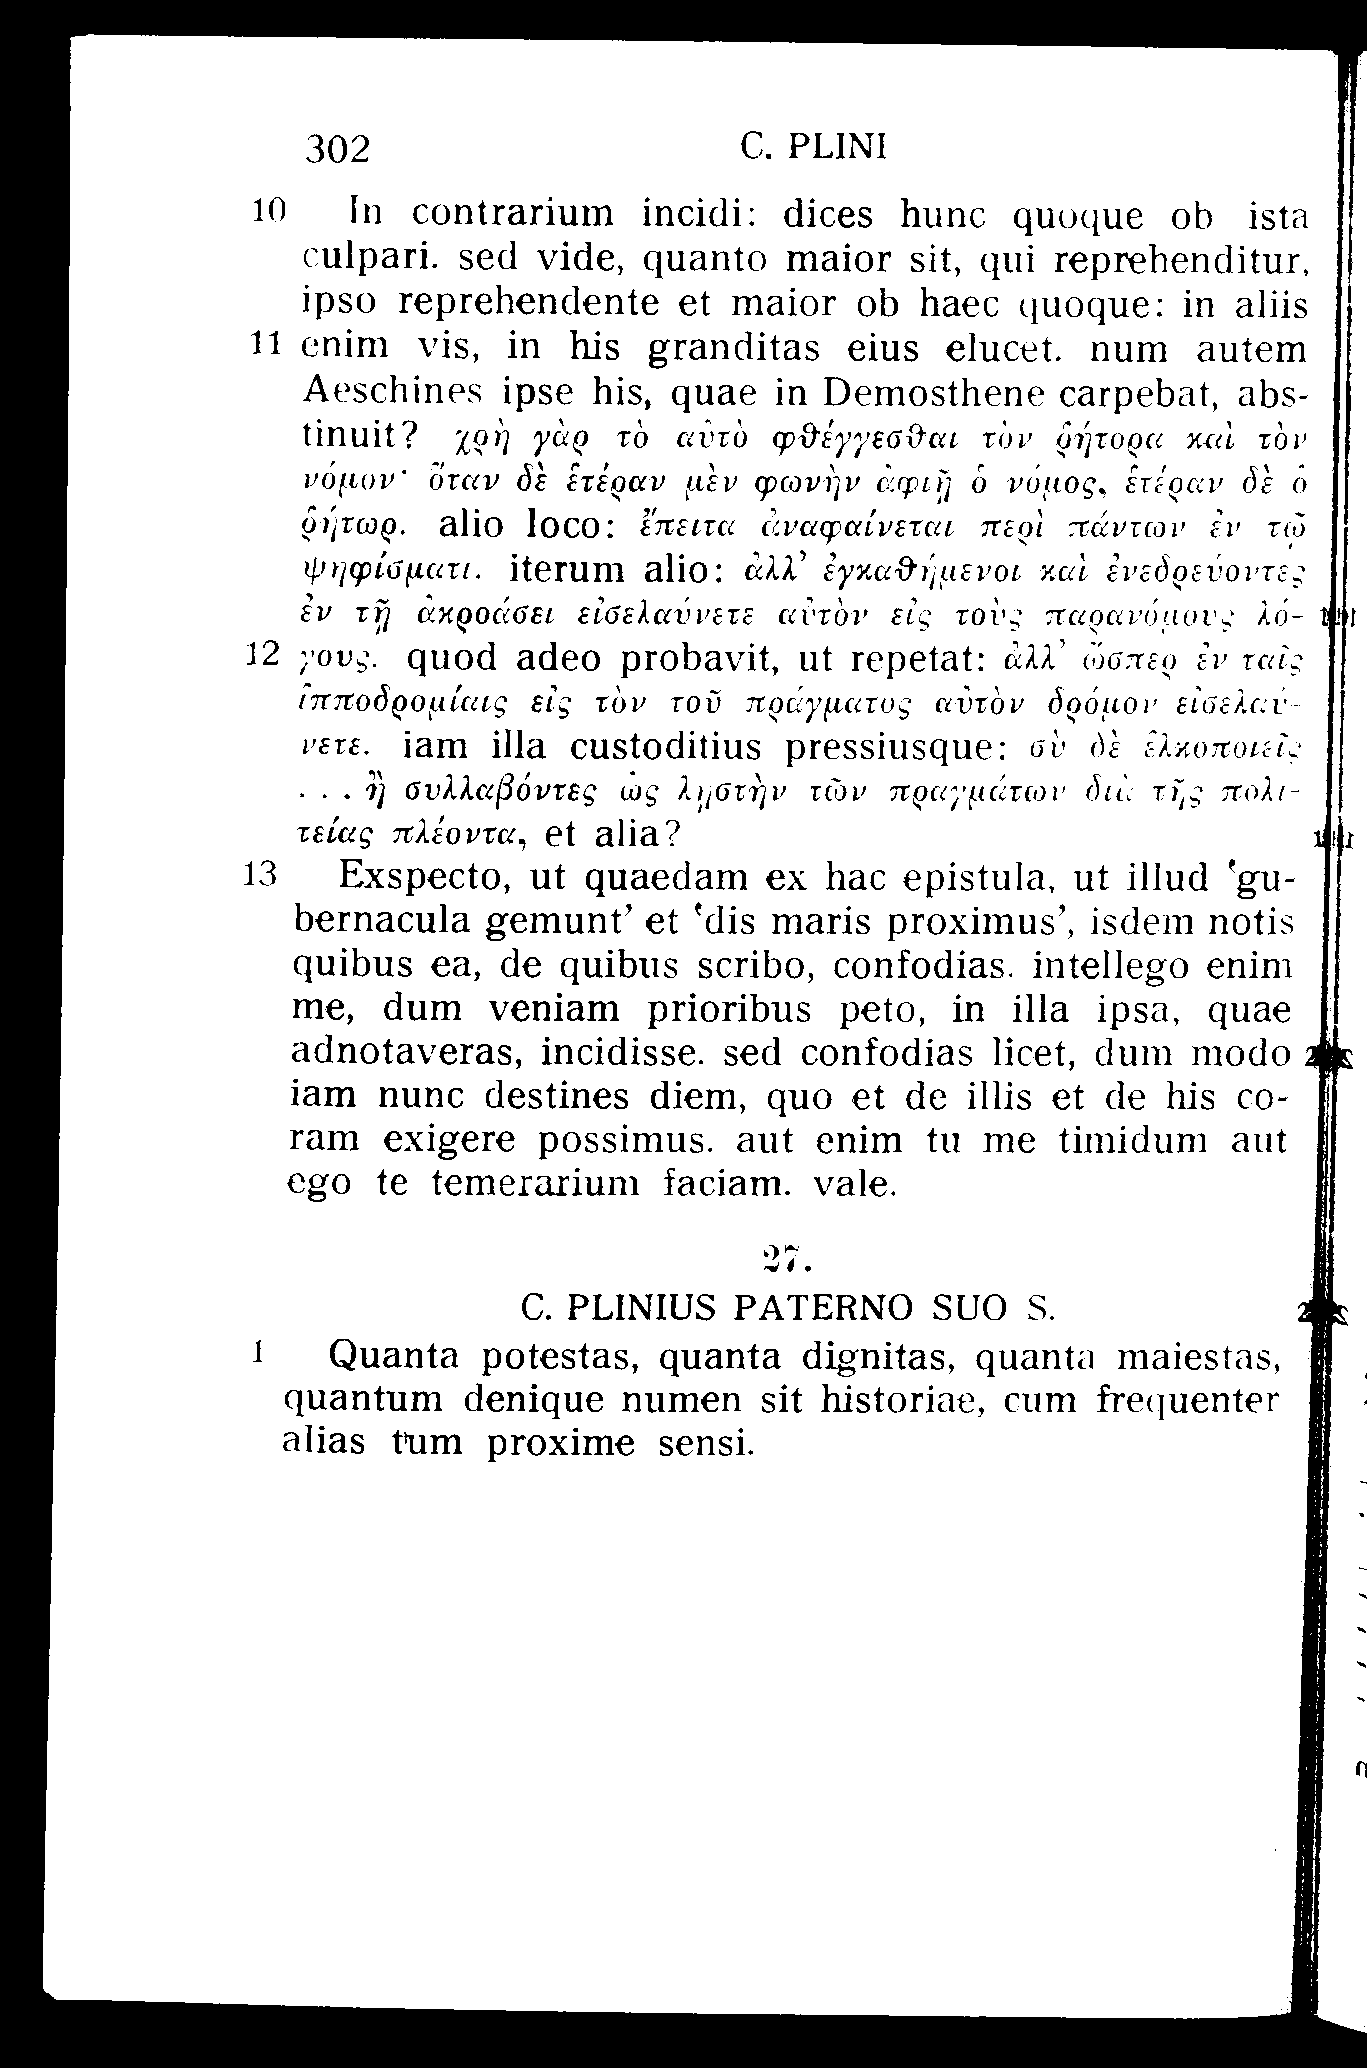 302 C. PLINI
10 In contrarium incidi: dices hunc quoque ob ista
culpari. sed vide, quanto maior sit, qui reprehenditur,
ipso reprehendente et maior ob haec quoque: in aliis
11 enim vis, in his granditas eius elucet. num autem
Aeschines ipse his, quae in Demosthene carpebat, abs-
tinuit? χρὴ γὰρ τὸ αὐτὸ φθέγγεσθαι τὸν ῥήτορα καὶ τὸν
νόμον· ὅταν δὲ ἑτέραν μὲν φωνὴν ἀφιῇ ὁ νόμος, ἑτέραν δὲ ὁ
ῥήτωρ. alio loco: ἔπειτα ἀναφαίνεται περὶ πάντων ἐν τῷ
ψηφίσματι. iterum alio: ἀλλ’ ἐγκαθήμενοι καὶ ἐνεδρεύοντες
ἐν τῇ ἀκροάσει εἰσελαύνετε αὐτὸν εἰς τοὺς παρανόμους λό-
12 γους. quod adeo probavit, ut repetat: ἀλλ’ ὥσπερ ἐν ταῖς
ἱπποδρομίαις εἰς τὸν τοῦ πράγματος αὐτὸν δρόμον εἰσελαύ-
νετε. iam illa custoditius pressiusque: σὺ δὲ ἑλκοποιεῖς
. . . ἢ συλλαβόντες ὡς λῃστὴν τῶν πραγμάτων διὰ τῆς πολι-
τείας πλέοντα, et alia?
13 Exspecto, ut quaedam ex hac epistula, ut illud ‘gu-
bernacula gemunt’ et ‘dis maris proximus’, isdem notis
quibus ea, de quibus scribo, confodias. intellego enim
me, dum veniam prioribus peto, in illa ipsa, quae
adnotaveras, incidisse. sed confodias licet, dum modo
iam nunc destines diem, quo et de illis et de his co-
ram exigere possimus. aut enim tu me timidum aut
ego te temerarium faciam. vale.
27.
C. PLINIUS PATERNO SUO S.
1 Quanta potestas, quanta dignitas, quanta maiestas,
quantum denique numen sit historiae, cum frequenter
alias tum proxime sensi.